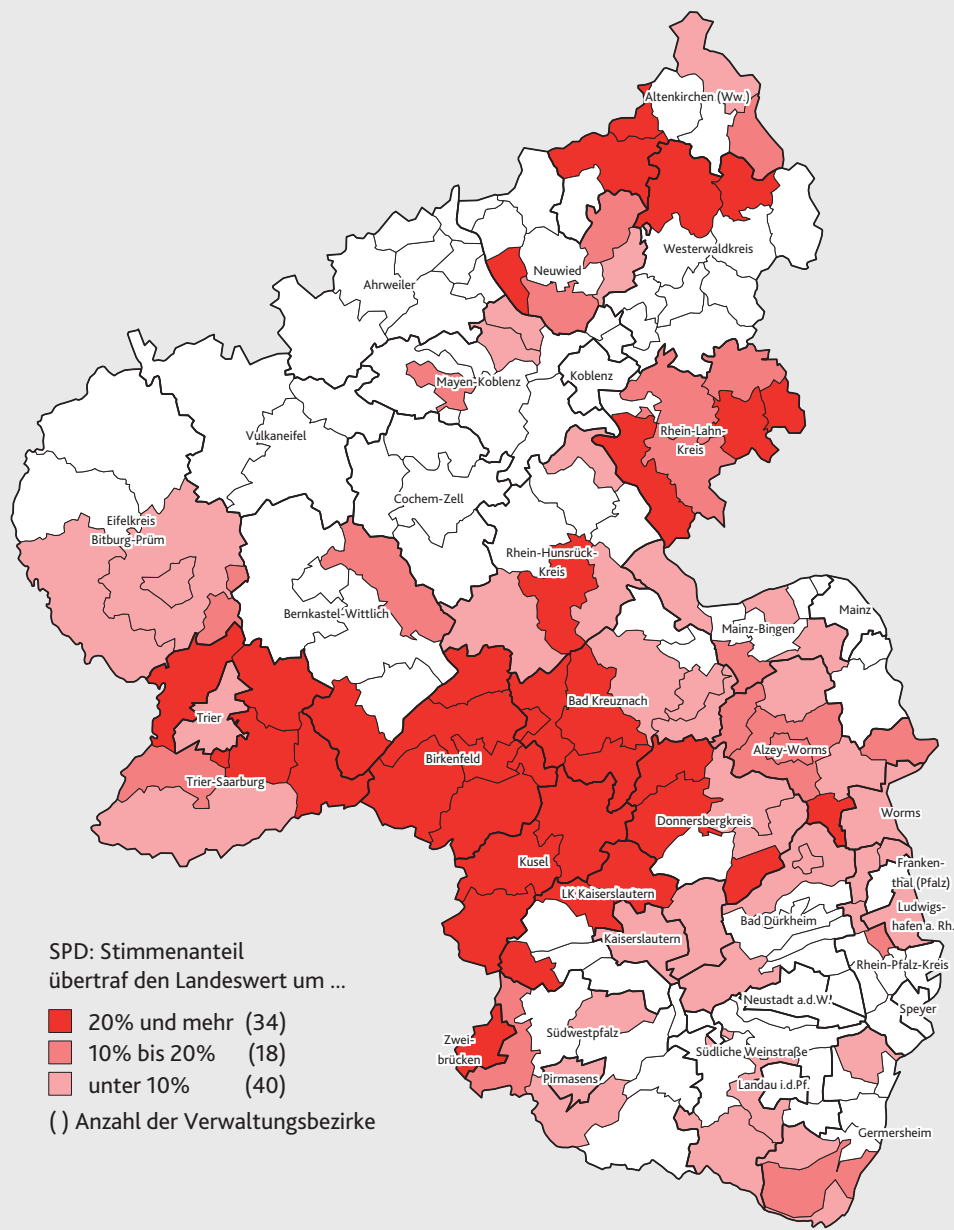 Altenkirchen (Ww.)
Westerwaldkreis
Neuwied
Ahrweiler
Mayen-Koblenz
Koblenz
Rhein-Lahn-
Kreis
Vulkaneifel
Cochem-Zell
Eifelkreis
Bitburg-Prüm
Rhein-Hunsrück-
Kreis
Bernkastel-Wittlich
Mainz
Mainz-Bingen
Bad Kreuznach
Trier
Alzey-Worms
Birkenfeld
Trier-Saarburg
Donnersbergkreis
Worms
Kusel
Franken-
thal (Pfalz)
LK Kaiserslautern
Ludwigs-
hafen a. Rh.
Bad Dürkheim
Kaiserslautern
Rhein-Pfalz-Kreis
Neustadt a.d.W.
Speyer
Zwei-
brücken
Südwestpfalz
Südliche Weinstraße
Pirmasens
Landau i.d.Pf.
Germersheim
SPD: Stimmenanteil
übertraf den Landeswert um ...
20% und mehr (34)
10% bis 20% (18)
unter 10% (40)
( ) Anzahl der Verwaltungsbezirke